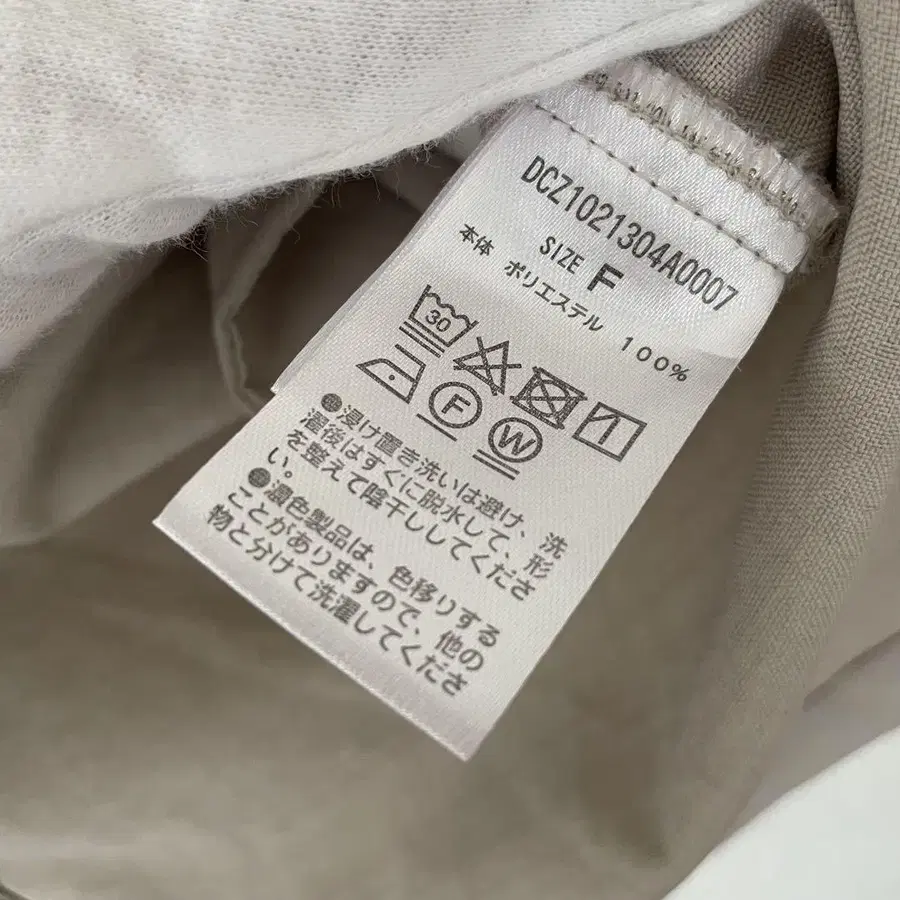 DCZ1021304A0007
SIZE F
本体 ポリエステル 100%
30
F
W
●浸け置き洗いは避け、洗
濯後はすぐに脱水して、形
を整えて陰干ししてくださ
い。
●濃色製品は、色移りする
ことがありますので、他の
物と分けて洗濯してくださ